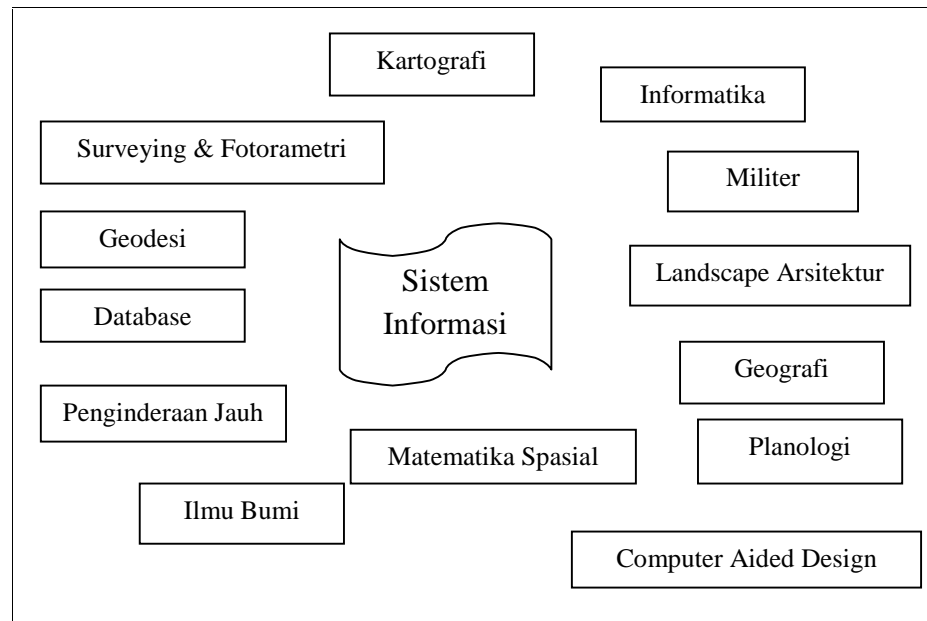 Kartografi
Informatika
Surveying & Fotorametri
Militer
Geodesi
Landscape Arsitektur
Sistem
Informasi
Database
Geografi
Penginderaan Jauh
Planologi
Matematika Spasial
Ilmu Bumi
Computer Aided Design